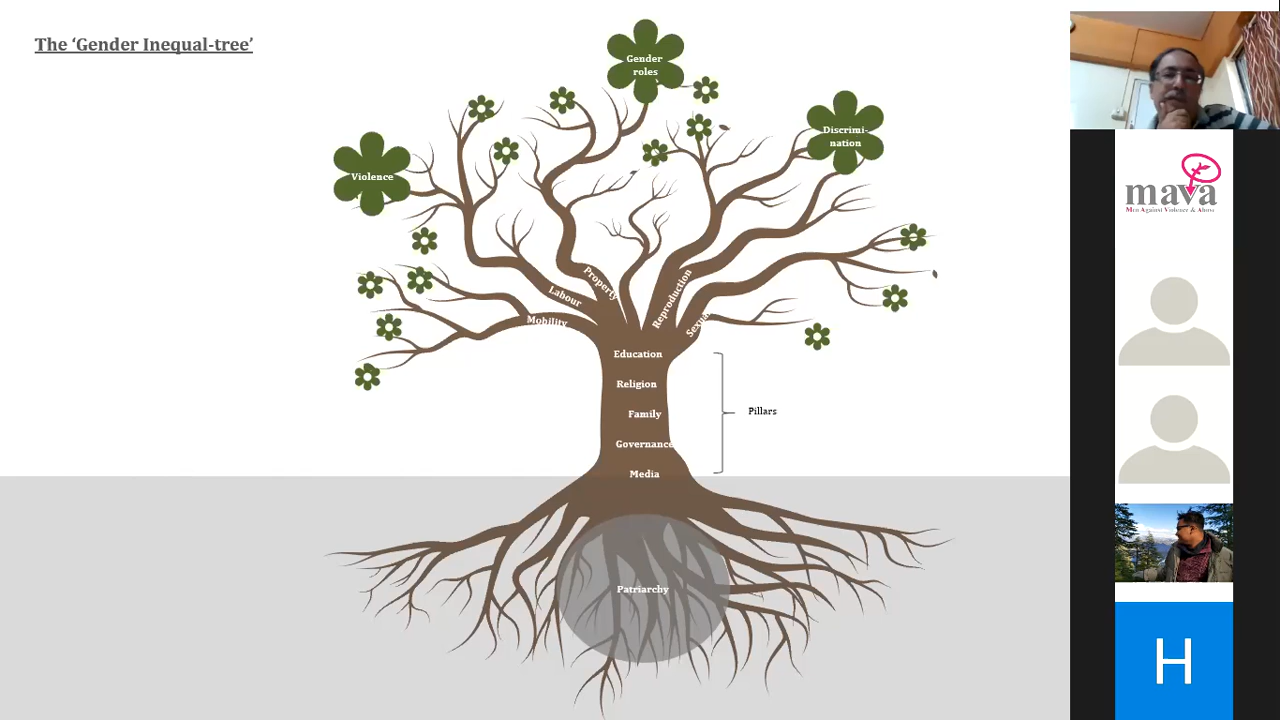 The ‘Gender Inequal-tree’
Gender
roles
Discrimi-
nation
Violence
Property
Labour
Mobility
Reproduction
Education
Religion
Family
Governance
Media
Pillars
Patriarchy
mava
Men Against Violence & Abuse
H